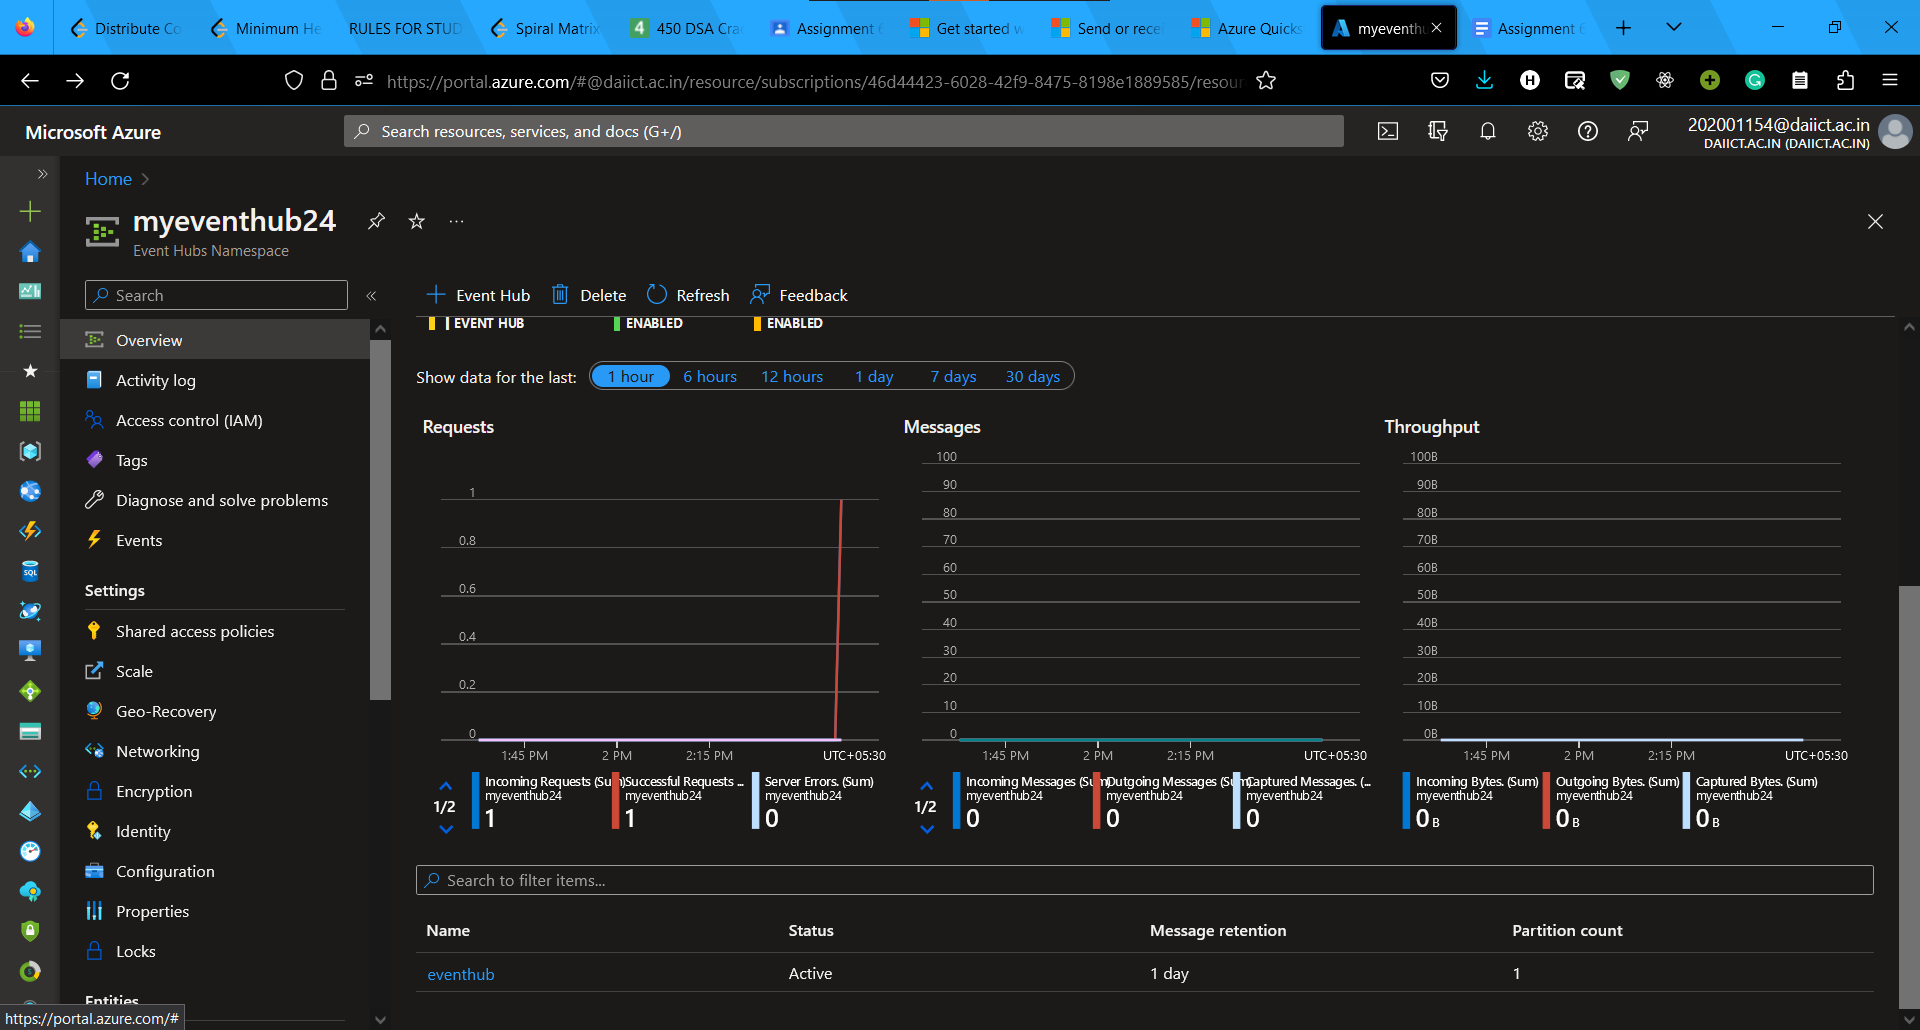 Distribute Co
Minimum He
RULES FOR STUD
Spiral Matrix
4
450 DSA Crac
Assignment 6
Get started w
Send or rece
Azure Quicks
myeventhu
Assignment 6
https://portal.azure.com/#@daiict.ac.in/resource/subscriptions/46d44423-6028-42f9-8475-8198e1889585/resour
Microsoft Azure
Search resources, services, and docs (G+/)
202001154@daiict.ac.in
DAIICT.AC.IN (DAIICT.AC.IN)
Home
myeventhub24
Event Hubs Namespace
Search
Event Hub
Delete
Refresh
Feedback
Overview
Activity log
Access control (IAM)
Tags
Diagnose and solve problems
Events
Settings
Shared access policies
Scale
Geo-Recovery
Networking
Encryption
Identity
Configuration
Properties
Locks
Entities
https://portal.azure.com/#
SQL
1 EVENT HUB
ENABLED
ENABLED
Show data for the last:
1 hour
6 hours
12 hours
1 day
7 days
30 days
Requests
1
0.8
0.6
0.4
0.2
0
1:45 PM
2 PM
2:15 PM
UTC+05:30
1/2
Incoming Requests (Sum)
myeventhub24
1
Successful Requests ...
myeventhub24
1
Server Errors. (Sum)
myeventhub24
0
Messages
100
90
80
70
60
50
40
30
20
10
0
1:45 PM
2 PM
2:15 PM
UTC+05:30
1/2
Incoming Messages (Sum)
myeventhub24
0
Outgoing Messages (Sum)
myeventhub24
0
Captured Messages. (...
myeventhub24
0
Throughput
100B
90B
80B
70B
60B
50B
40B
30B
20B
10B
0B
1:45 PM
2 PM
2:15 PM
UTC+05:30
Incoming Bytes. (Sum)
myeventhub24
0 B
Outgoing Bytes. (Sum)
myeventhub24
0 B
Captured Bytes. (Sum)
myeventhub24
0 B
Search to filter items...
Name Status Message retention Partition count
eventhub Active 1 day 1